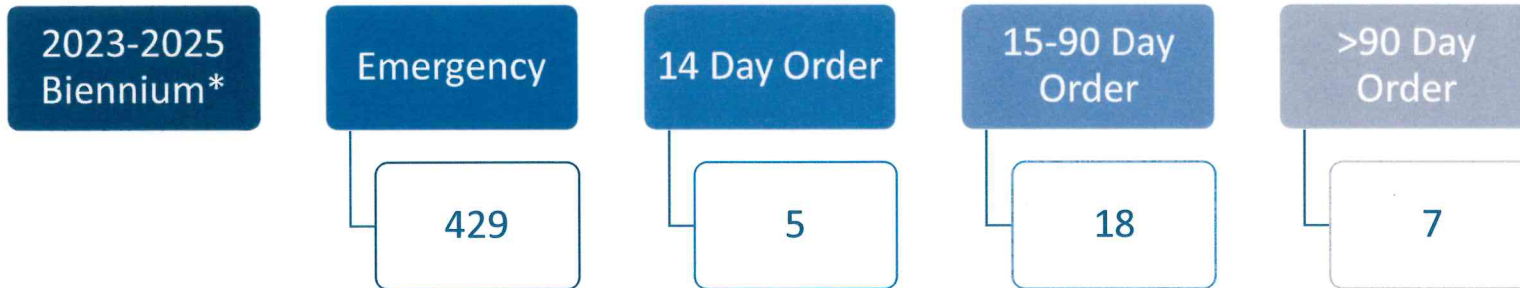 2023-2025
Biennium*
Emergency
14 Day Order
15-90 Day
Order
>90 Day
Order
429
5
18
7